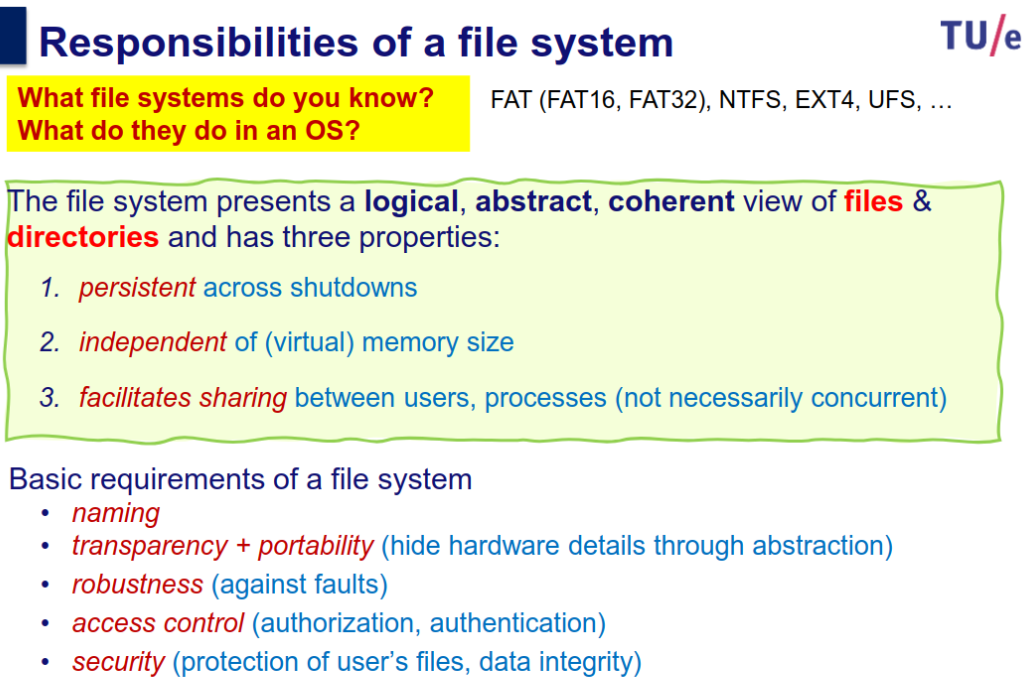 Responsibilities of a file system
TU/e
What file systems do you know?
What do they do in an OS?
FAT (FAT16, FAT32), NTFS, EXT4, UFS, …
The file system presents a logical, abstract, coherent view of files &
directories and has three properties:
1. persistent across shutdowns
2. independent of (virtual) memory size
3. facilitates sharing between users, processes (not necessarily concurrent)
Basic requirements of a file system
• naming
• transparency + portability (hide hardware details through abstraction)
• robustness (against faults)
• access control (authorization, authentication)
• security (protection of user’s files, data integrity)